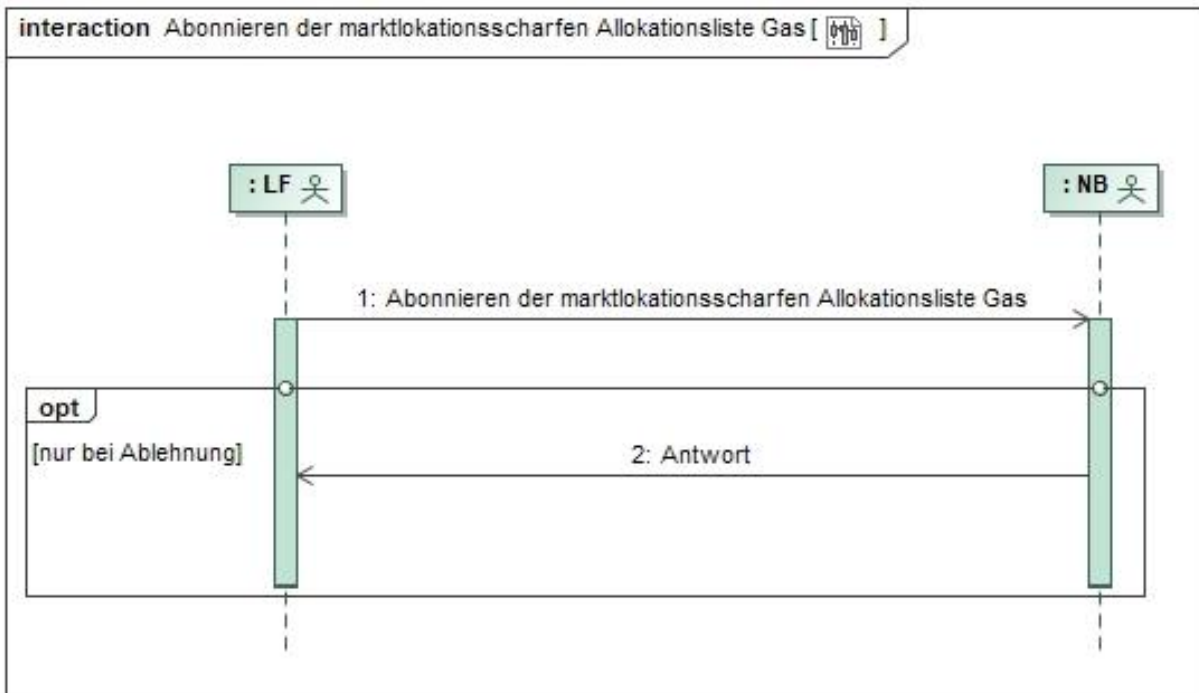 interaction Abonnieren der marktlokationsscharfen Allokationsliste Gas [ ]
: LF
: NB
1: Abonnieren der marktlokationsscharfen Allokationsliste Gas
opt
[nur bei Ablehnung]
2: Antwort